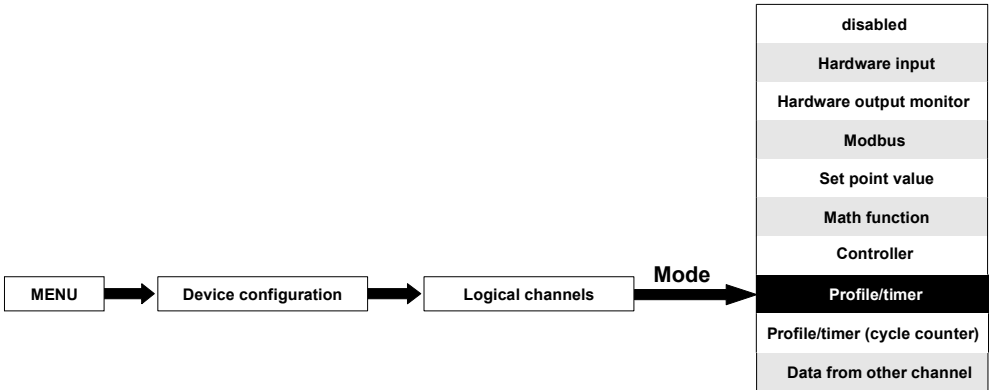 disabled
Hardware input
Hardware output monitor
Modbus
Set point value
Math function
Controller
MENU
Device configuration
Logical channels
Mode
Profile/timer
Profile/timer (cycle counter)
Data from other channel